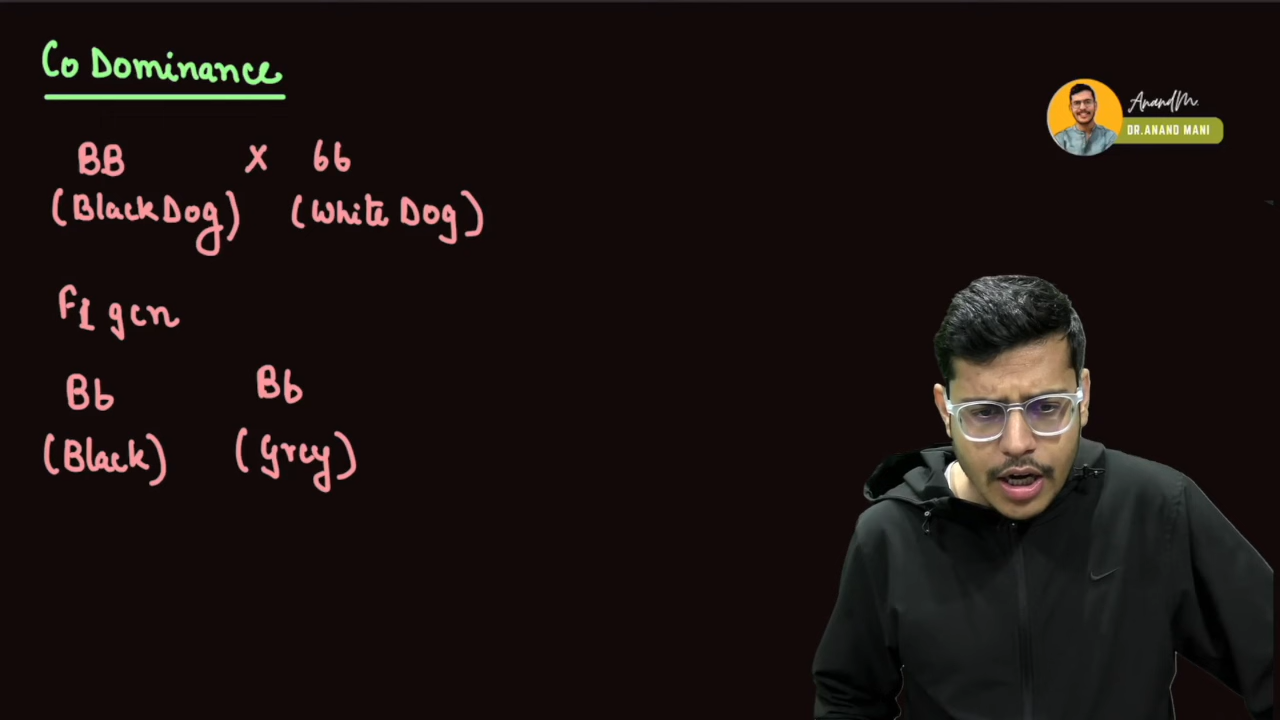 Co Dominance
AnandM.
DR.ANAND MANI
BB X bb
(Black Dog) (White Dog)
F1 gen
Bb Bb
(Black) (Grey)